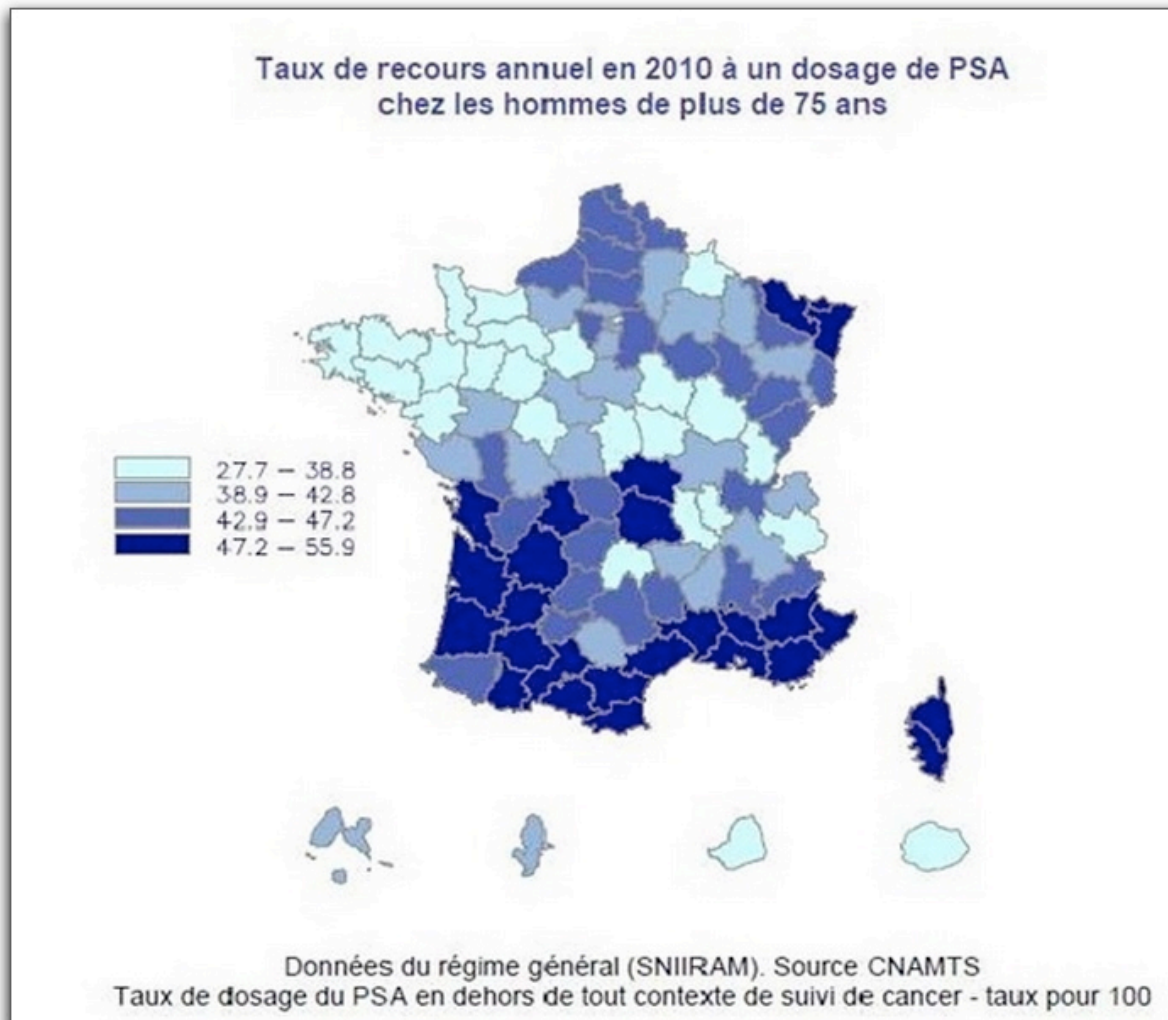 Taux de recours annuel en 2010 à un dosage de PSA
chez les hommes de plus de 75 ans
27.7 – 38.8
38.9 – 42.8
42.9 – 47.2
47.2 – 55.9
Données du régime général (SNIIRAM). Source CNAMTS
Taux de dosage du PSA en dehors de tout contexte de suivi de cancer - taux pour 100